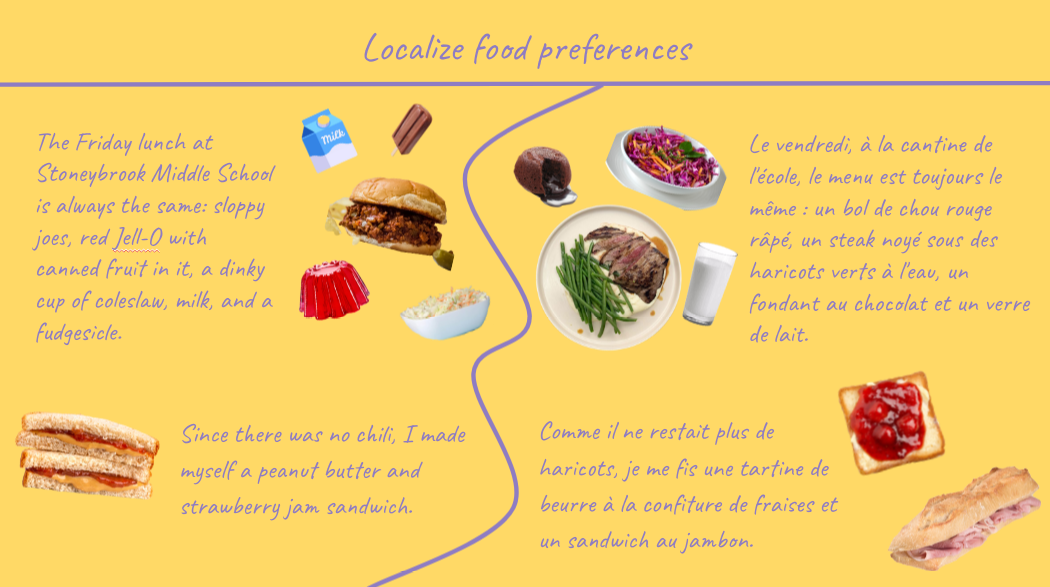 Localize food preferences
The Friday lunch at
Stoneybrook Middle School
is always the same: sloppy
joes, red Jell-O with
canned fruit in it, a dinky
cup of coleslaw, milk, and a
fudgesicle.
milk
Le vendredi, à la cantine de
l'école, le menu est toujours le
même : un bol de chou rouge
râpé, un steak noyé sous des
haricots verts à l'eau, un
fondant au chocolat et un verre
de lait.
Since there was no chili, I made
myself a peanut butter and
strawberry jam sandwich.
Comme il ne restait plus de
haricots, je me fis une tartine de
beurre à la confiture de fraises et
un sandwich au jambon.